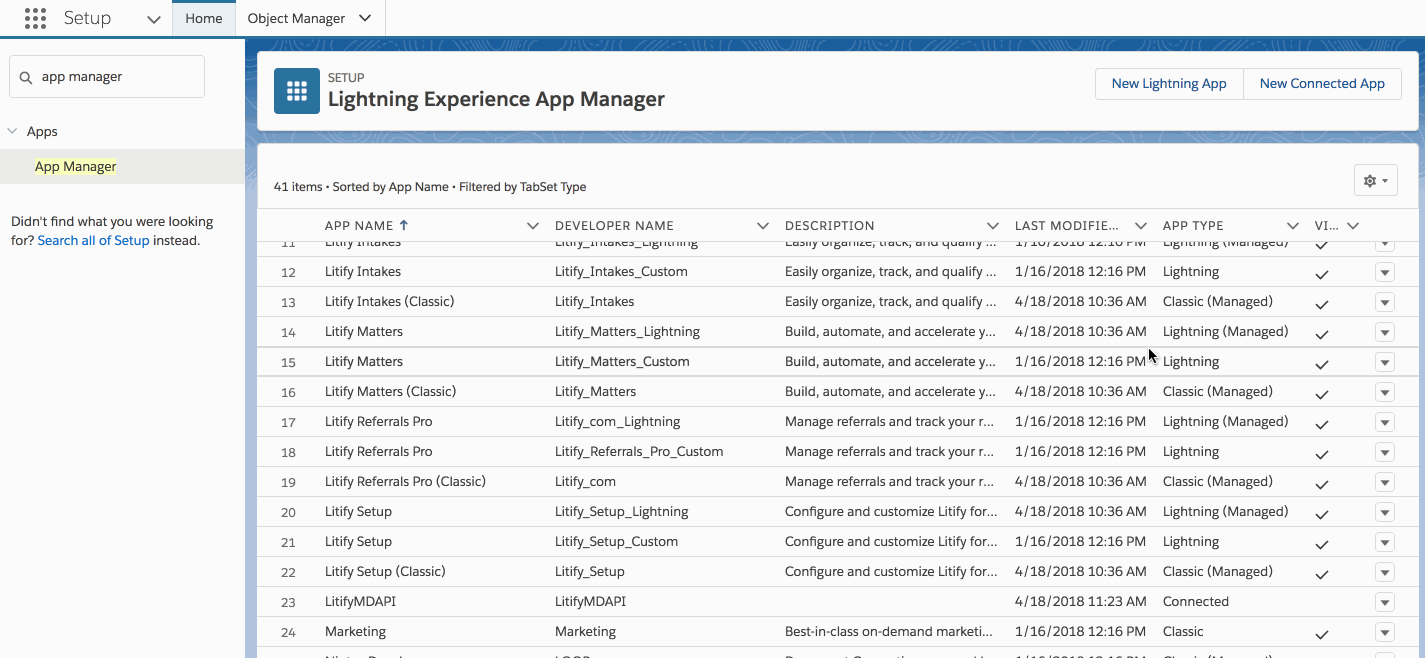 Setup Home Object Manager
app manager
Apps
App Manager
Didn't find what you were looking
for? Search all of Setup instead.
SETUP
Lightning Experience App Manager
New Lightning App New Connected App
41 items • Sorted by App Name • Filtered by TabSet Type
APP NAME DEVELOPER NAME DESCRIPTION LAST MODIFIE... APP TYPE VI...
11 Litify Intakes Litify_Intakes_Lightning Easily organize, track, and qualify ... 1/16/2018 12:16 PM Lightning (Managed)
12 Litify Intakes Litify_Intakes_Custom Easily organize, track, and qualify ... 1/16/2018 12:16 PM Lightning
13 Litify Intakes (Classic) Litify_Intakes Easily organize, track, and qualify ... 4/18/2018 10:36 AM Classic (Managed)
14 Litify Matters Litify_Matters_Lightning Build, automate, and accelerate y... 4/18/2018 10:36 AM Lightning (Managed)
15 Litify Matters Litify_Matters_Custom Build, automate, and accelerate y... 1/16/2018 12:16 PM Lightning
16 Litify Matters (Classic) Litify_Matters Build, automate, and accelerate y... 4/18/2018 10:36 AM Classic (Managed)
17 Litify Referrals Pro Litify_com_Lightning Manage referrals and track your r... 1/16/2018 12:16 PM Lightning (Managed)
18 Litify Referrals Pro Litify_Referrals_Pro_Custom Manage referrals and track your r... 1/16/2018 12:16 PM Lightning
19 Litify Referrals Pro (Classic) Litify_com Manage referrals and track your r... 4/18/2018 10:36 AM Classic (Managed)
20 Litify Setup Litify_Setup_Lightning Configure and customize Litify for... 4/18/2018 10:36 AM Lightning (Managed)
21 Litify Setup Litify_Setup_Custom Configure and customize Litify for... 1/16/2018 12:16 PM Lightning
22 Litify Setup (Classic) Litify_Setup Configure and customize Litify for... 4/18/2018 10:36 AM Classic (Managed)
23 LitifyMDAPI LitifyMDAPI 4/18/2018 11:23 AM Connected
24 Marketing Marketing Best-in-class on-demand marketi... 1/16/2018 12:16 PM Classic